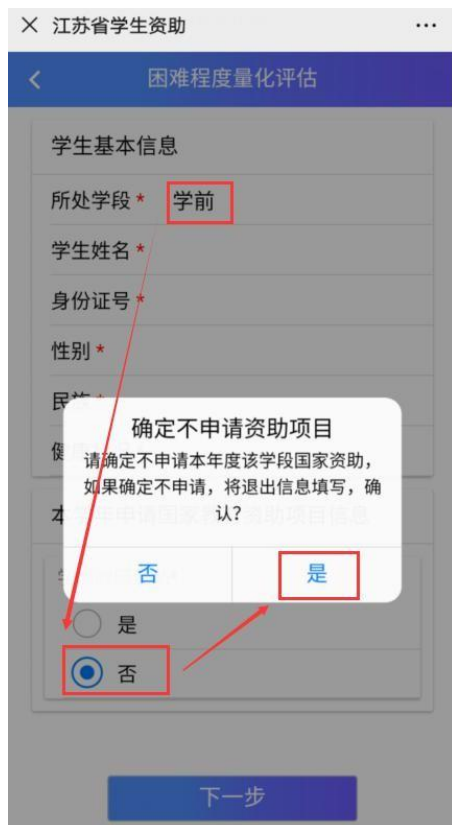 江苏省学生资助
困难程度量化评估
学生基本信息
所处学段* 学前
学生姓名*
身份证号*
性别*
民族*
健
确定不申请资助项目
请确定不申请本年度该学段国家资助，
如果确定不申请，将退出信息填写，确
认？
本
否 是
是
否
下一步